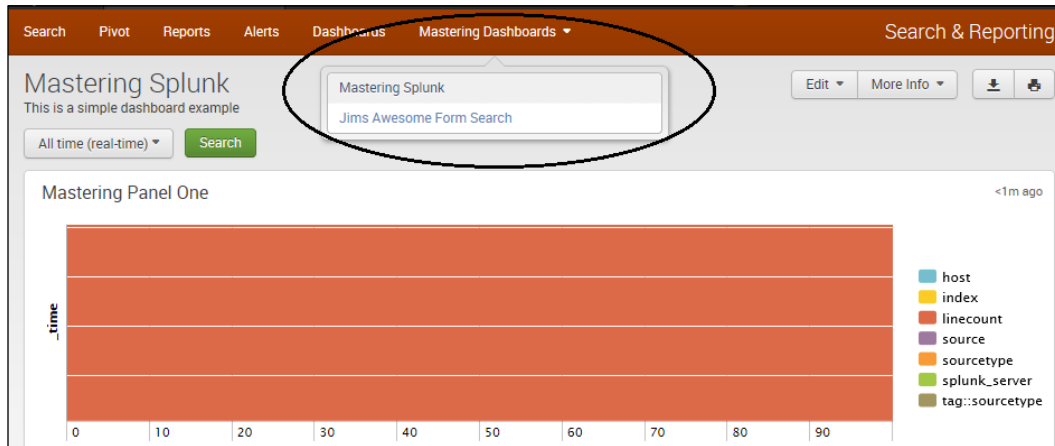 Search Pivot Reports Alerts Dashboards Mastering Dashboards Search & Reporting
Mastering Splunk
This is a simple dashboard example
Mastering Splunk
Jims Awesome Form Search
Edit More Info
All time (real-time) Search
Mastering Panel One
<1m ago
_time
host
index
linecount
source
sourcetype
splunk_server
tag::sourcetype
0 10 20 30 40 50 60 70 80 90